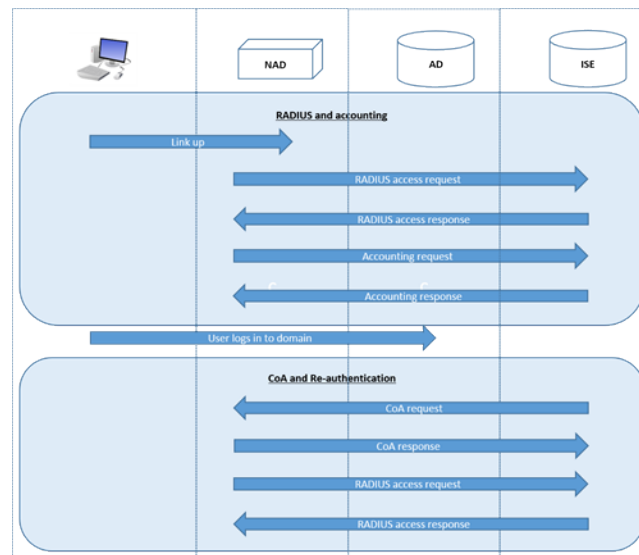 NAD
AD
ISE
RADIUS and accounting
Link up
RADIUS access request
RADIUS access response
Accounting request
Accounting response
User logs in to domain
CoA and Re-authentication
CoA request
CoA response
RADIUS access request
RADIUS access response